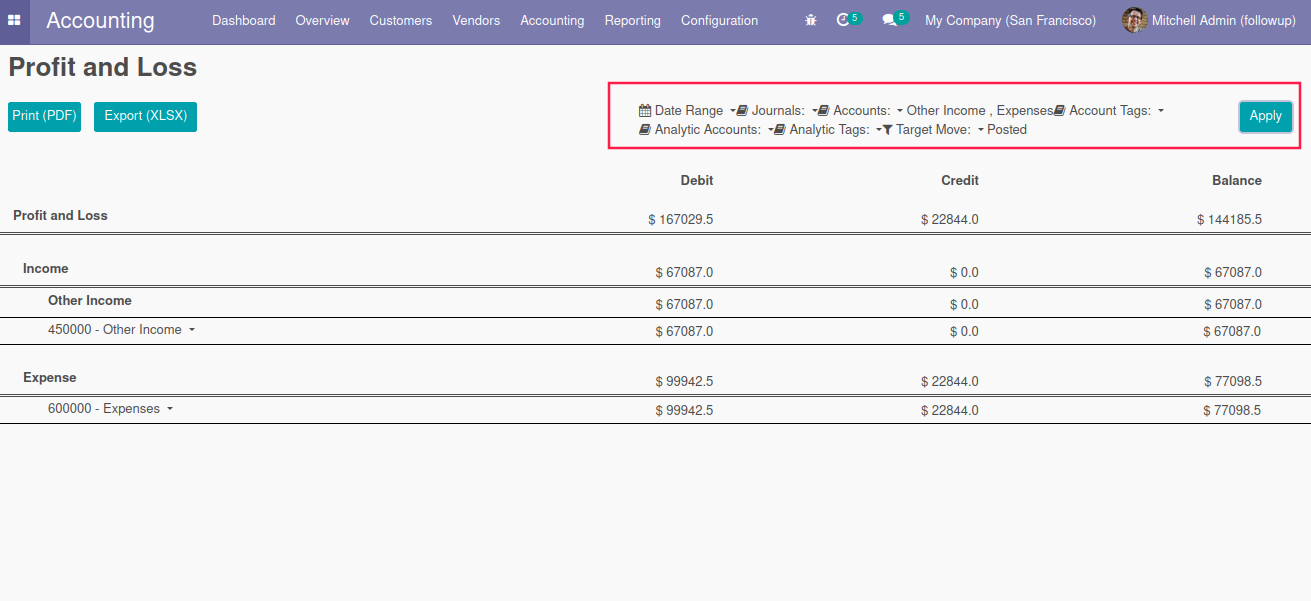 Accounting Dashboard Overview Customers Vendors Accounting Reporting Configuration 5 5 My Company (San Francisco) Mitchell Admin (followup)
Profit and Loss
Print (PDF) Export (XLSX)
Date Range Journals: Accounts: Other Income , Expenses Account Tags:
Analytic Accounts: Analytic Tags: Target Move: Posted
Apply
Debit Credit Balance
Profit and Loss $ 167029.5 $ 22844.0 $ 144185.5
Income $ 67087.0 $ 0.0 $ 67087.0
Other Income $ 67087.0 $ 0.0 $ 67087.0
450000 - Other Income $ 67087.0 $ 0.0 $ 67087.0
Expense $ 99942.5 $ 22844.0 $ 77098.5
600000 - Expenses $ 99942.5 $ 22844.0 $ 77098.5